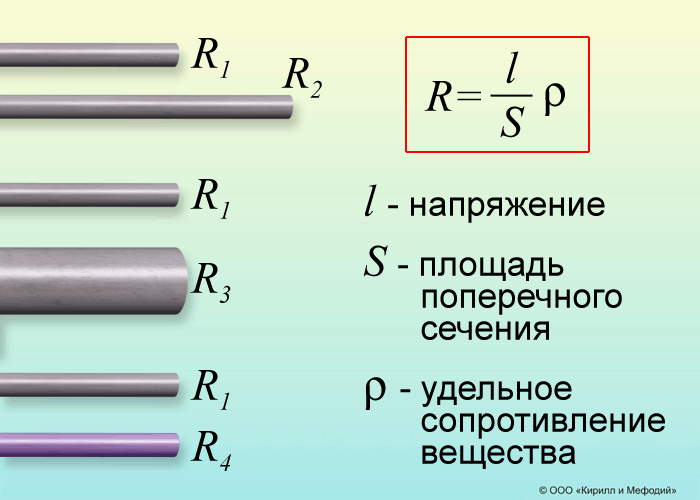 R1
R2
R = l/S ρ
R1
l - напряжение
R3
S - площадь
поперечного
сечения
R1
ρ - удельное
сопротивление
вещества
R4
© ООО «Кирилл и Мефодий»